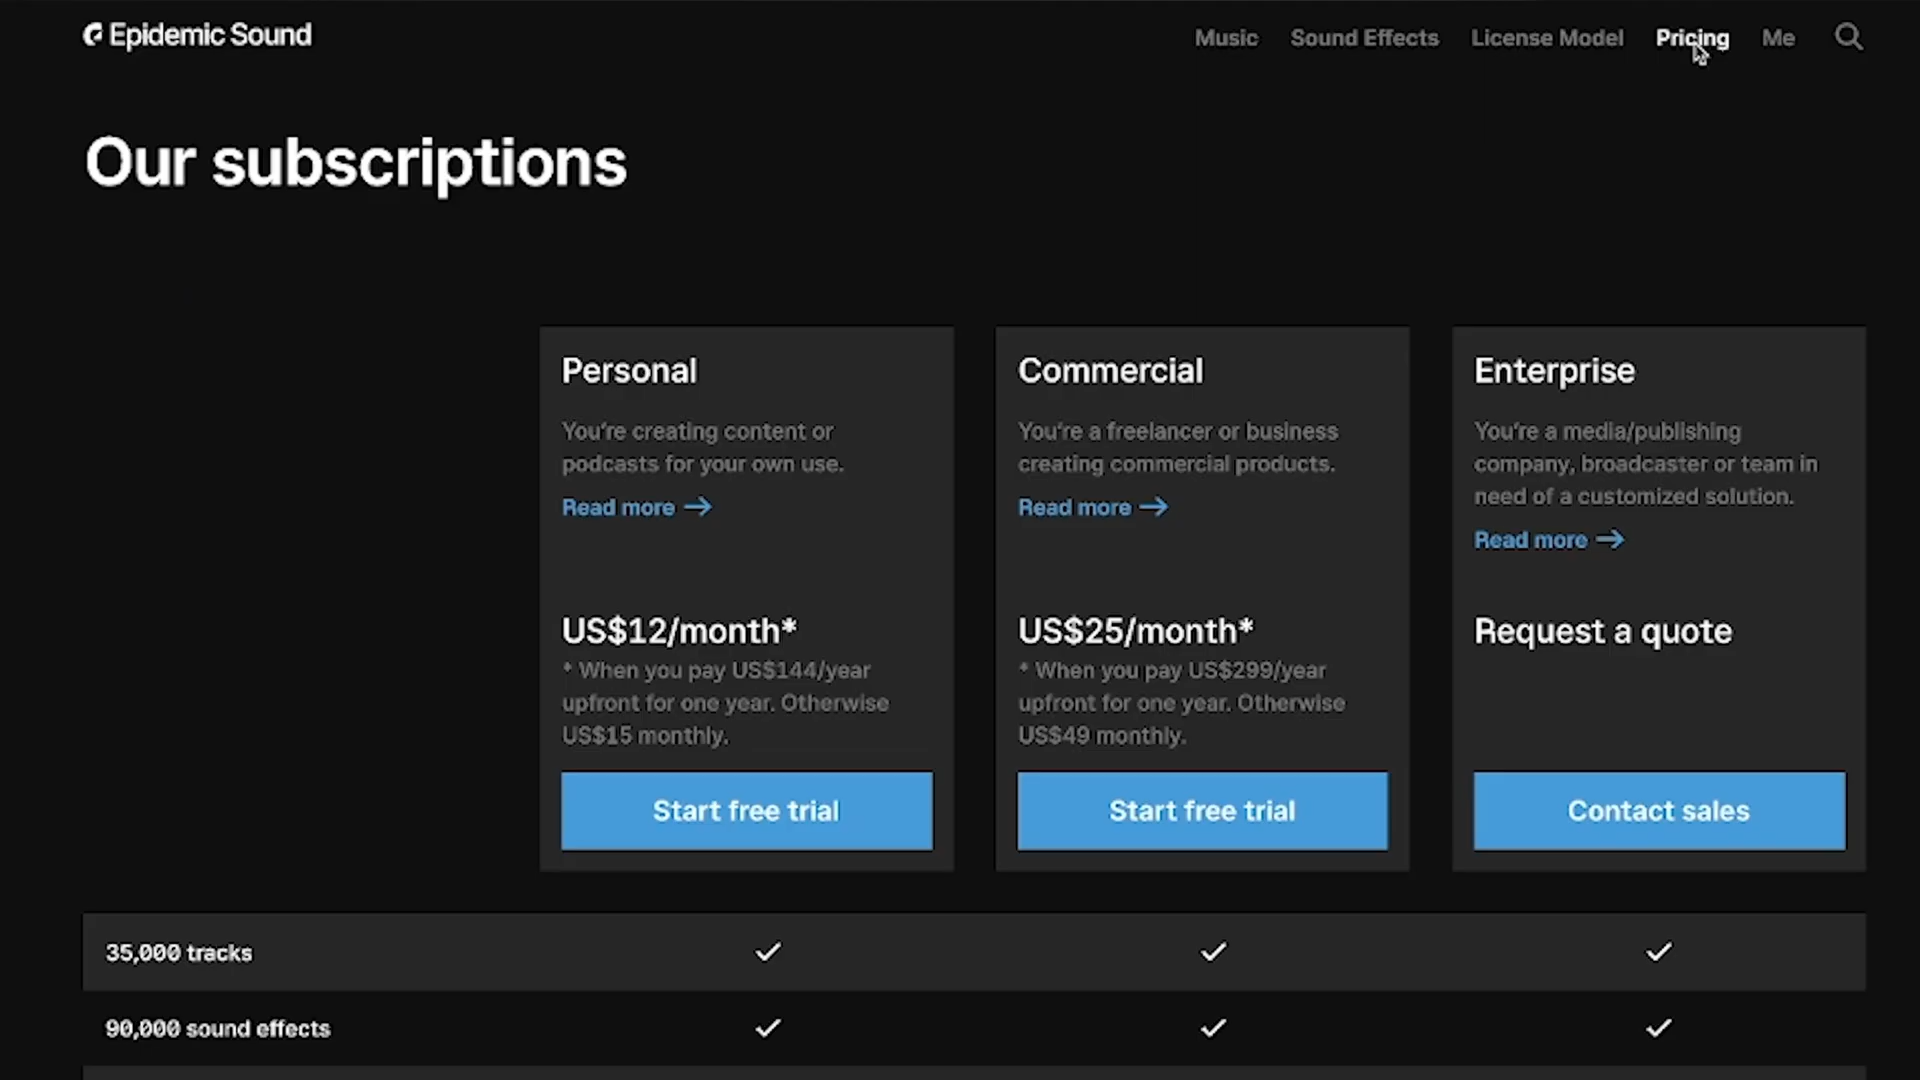 Epidemic Sound
Music Sound Effects License Model Pricing Me
Our subscriptions
Personal
You're creating content or
podcasts for your own use.
Read more →
US$12/month*
* When you pay US$144/year
upfront for one year. Otherwise
US$15 monthly.
Start free trial
Commercial
You're a freelancer or business
creating commercial products.
Read more →
US$25/month*
* When you pay US$299/year
upfront for one year. Otherwise
US$49 monthly.
Start free trial
Enterprise
You're a media/publishing
company, broadcaster or team in
need of a customized solution.
Read more →
Request a quote
Contact sales
35,000 tracks
90,000 sound effects